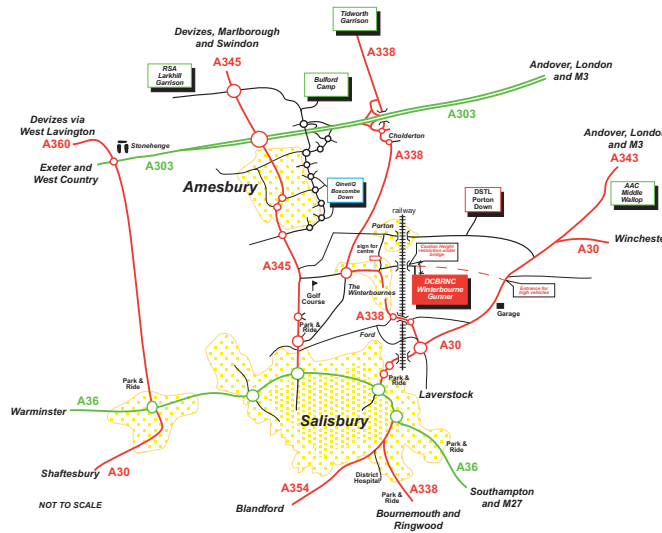 Tidworth
Garrison
Devizes, Marlborough
and Swindon
A338
A345
RSA
Larkhill
Garrison
Bulford
Camp
Andover, London
and M3
A303
Devizes via
West Lavington
A360
Stonehenge
Cholderton
Andover, London
and M3
A343
A338
Exeter and
West Country
A303
Amesbury
QinetiQ
Boscombe
Down
DSTL
Porton
Down
AAC
Middle
Wallop
railway
Porton
sign for
centre
Caution Height
restriction under
bridge
A30
Winchester
A345
The Winterbournes
DCBRNC
Winterbourne
Gunner
Entrance for
high vehicles
Golf
Course
Garage
A338
Park &
Ride
Ford
A30
Park &
Ride
Park &
Ride
Laverstock
A36
Warminster
Salisbury
Park &
Ride
A36
Shaftesbury
A30
District
Hospital
A354
A338
Park &
Ride
Southampton
and M27
NOT TO SCALE
Blandford
Bournemouth and
Ringwood